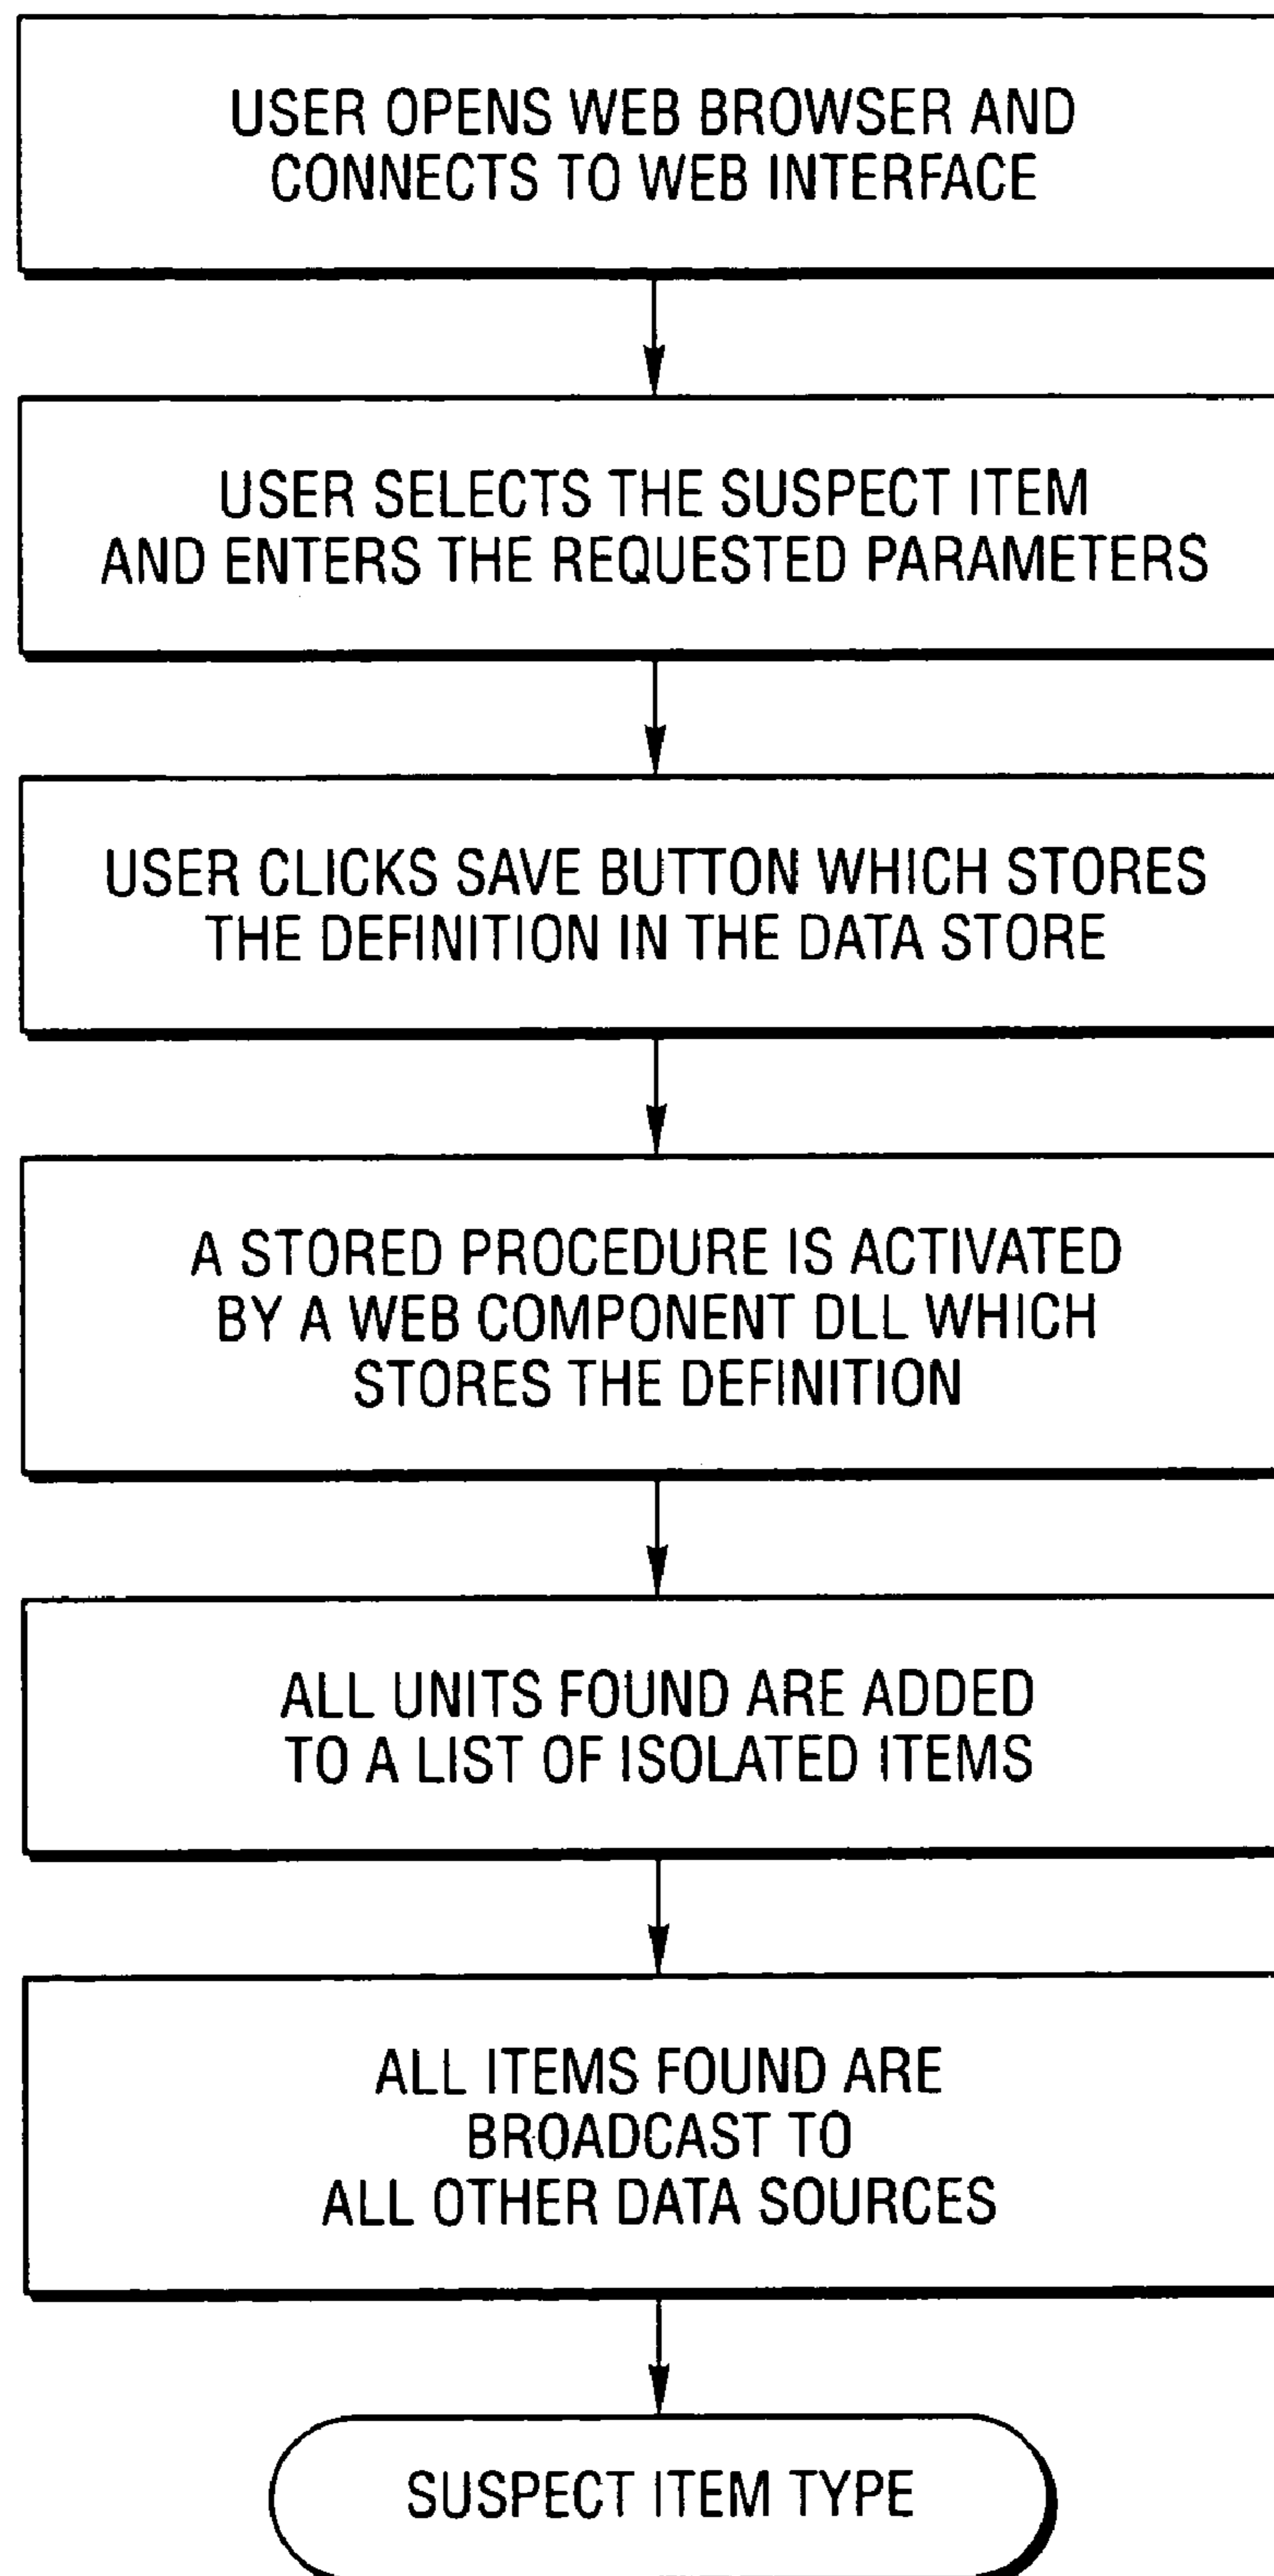 USER OPENS WEB BROWSER AND
CONNECTS TO WEB INTERFACE
USER SELECTS THE SUSPECT ITEM
AND ENTERS THE REQUESTED PARAMETERS
USER CLICKS SAVE BUTTON WHICH STORES
THE DEFINITION IN THE DATA STORE
A STORED PROCEDURE IS ACTIVATED
BY A WEB COMPONENT DLL WHICH
STORES THE DEFINITION
ALL UNITS FOUND ARE ADDED
TO A LIST OF ISOLATED ITEMS
ALL ITEMS FOUND ARE
BROADCAST TO
ALL OTHER DATA SOURCES
SUSPECT ITEM TYPE